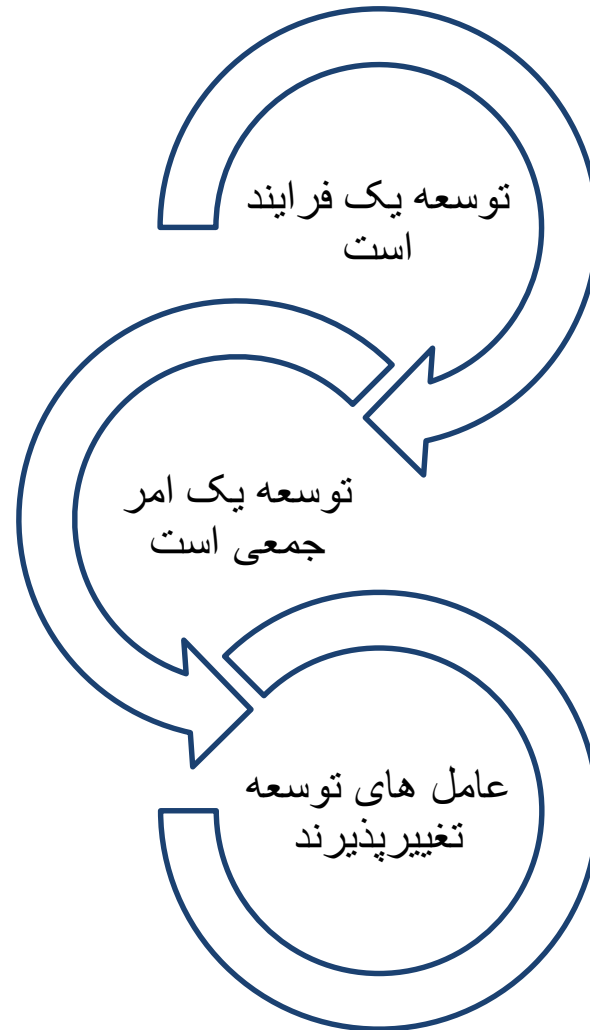 توسعه یک فرایند
است
توسعه یک امر
جمعی است
عامل های توسعه
تغییرپذیرند